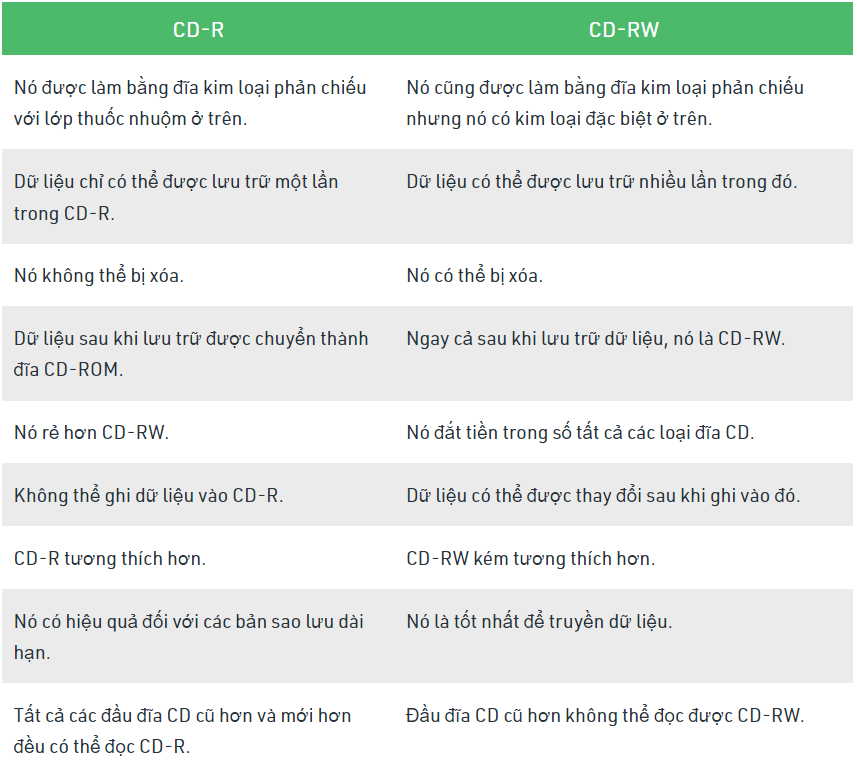 CD-R
CD-RW
Nó được làm bằng đĩa kim loại phản chiếu
với lớp thuốc nhuộm ở trên.
Nó cũng được làm bằng đĩa kim loại phản chiếu
nhưng nó có kim loại đặc biệt ở trên.
Dữ liệu chỉ có thể được lưu trữ một lần
trong CD-R.
Dữ liệu có thể được lưu trữ nhiều lần trong đó.
Nó không thể bị xóa.
Nó có thể bị xóa.
Dữ liệu sau khi lưu trữ được chuyển thành
đĩa CD-ROM.
Ngay cả sau khi lưu trữ dữ liệu, nó là CD-RW.
Nó rẻ hơn CD-RW.
Nó đắt tiền trong số tất cả các loại đĩa CD.
Không thể ghi dữ liệu vào CD-R.
Dữ liệu có thể được thay đổi sau khi ghi vào đó.
CD-R tương thích hơn.
CD-RW kém tương thích hơn.
Nó có hiệu quả đối với các bản sao lưu dài
hạn.
Nó là tốt nhất để truyền dữ liệu.
Tất cả các đầu đĩa CD cũ hơn và mới hơn
đều có thể đọc CD-R.
Đầu đĩa CD cũ hơn không thể đọc được CD-RW.